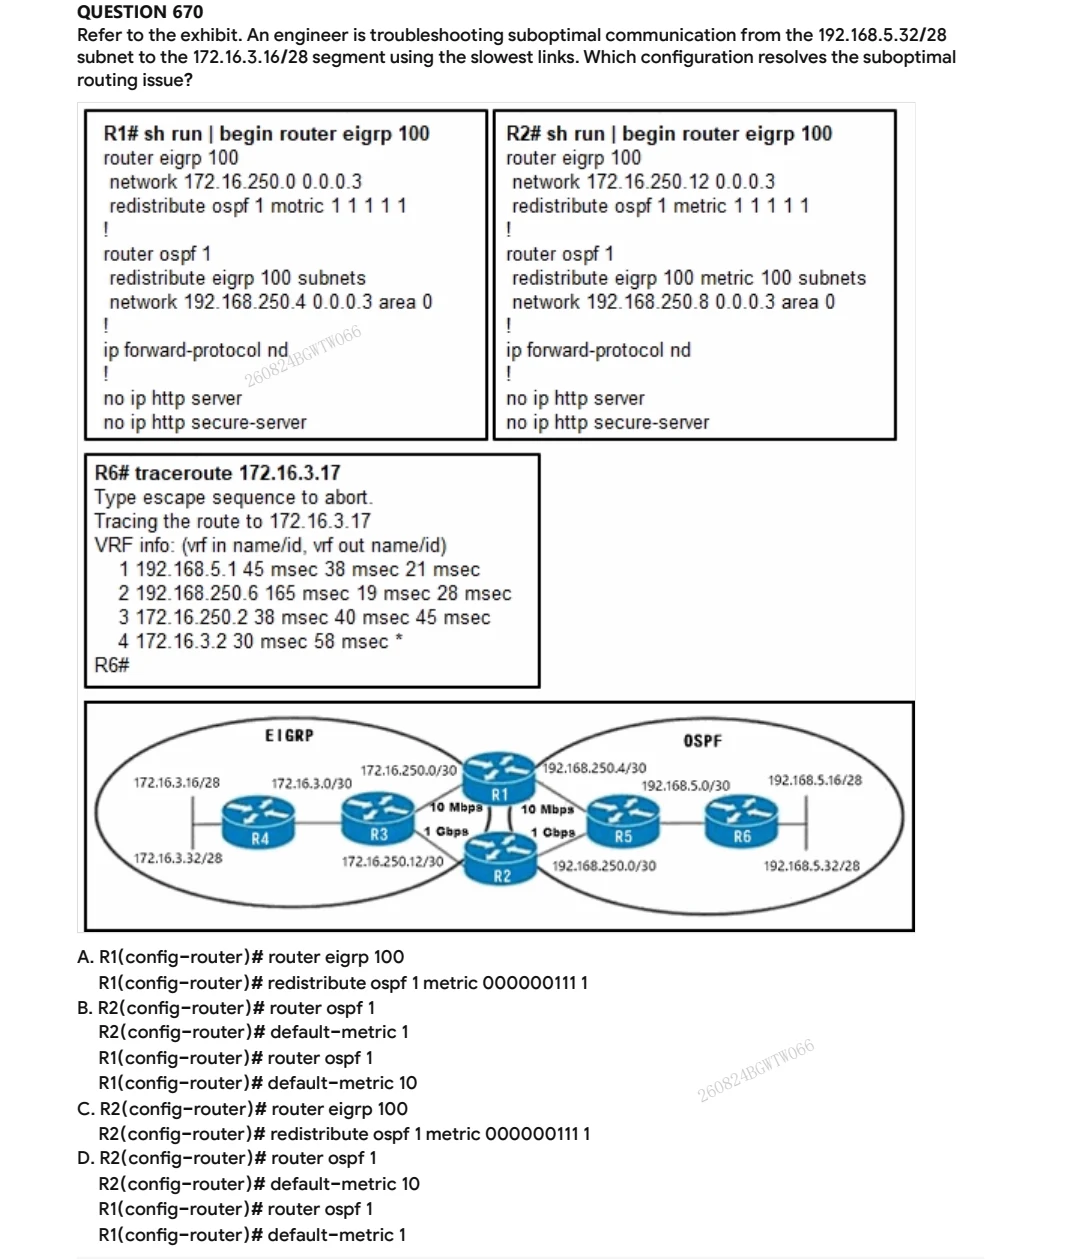 QUESTION 670
Refer to the exhibit. An engineer is troubleshooting suboptimal communication from the 192.168.5.32/28
subnet to the 172.16.3.16/28 segment using the slowest links. Which configuration resolves the suboptimal
routing issue?
R1# sh run | begin router eigrp 100
router eigrp 100
network 172.16.250.0 0.0.0.3
redistribute ospf 1 motric 1 1 1 1 1
!
router ospf 1
redistribute eigrp 100 subnets
network 192.168.250.4 0.0.0.3 area 0
!
ip forward-protocol nd
!
no ip http server
no ip http secure-server
260824BGWTW066
R2# sh run | begin router eigrp 100
router eigrp 100
network 172.16.250.12 0.0.0.3
redistribute ospf 1 metric 1 1 1 1 1
!
router ospf 1
redistribute eigrp 100 metric 100 subnets
network 192.168.250.8 0.0.0.3 area 0
!
ip forward-protocol nd
!
no ip http server
no ip http secure-server
R6# traceroute 172.16.3.17
Type escape sequence to abort.
Tracing the route to 172.16.3.17
VRF info: (vrf in name/id, vrf out name/id)
1 192.168.5.1 45 msec 38 msec 21 msec
2 192.168.250.6 165 msec 19 msec 28 msec
3 172.16.250.2 38 msec 40 msec 45 msec
4 172.16.3.2 30 msec 58 msec *
R6#
EIGRP
OSPF
172.16.250.0/30
192.168.250.4/30
172.16.3.16/28
172.16.3.0/30
192.168.5.0/30
192.168.5.16/28
R1
10 Mbps
10 Mbps
R4
R3
1 Gbps
1 Gbps
R5
R6
172.16.3.32/28
172.16.250.12/30
R2
192.168.250.0/30
192.168.5.32/28
A. R1(config-router)# router eigrp 100
R1(config-router)# redistribute ospf 1 metric 000000111 1
B. R2(config-router)# router ospf 1
R2(config-router)# default-metric 1
R1(config-router)# router ospf 1
R1(config-router)# default-metric 10
260824BGWTW066
C. R2(config-router)# router eigrp 100
R2(config-router)# redistribute ospf 1 metric 000000111 1
D. R2(config-router)# router ospf 1
R2(config-router)# default-metric 10
R1(config-router)# router ospf 1
R1(config-router)# default-metric 1